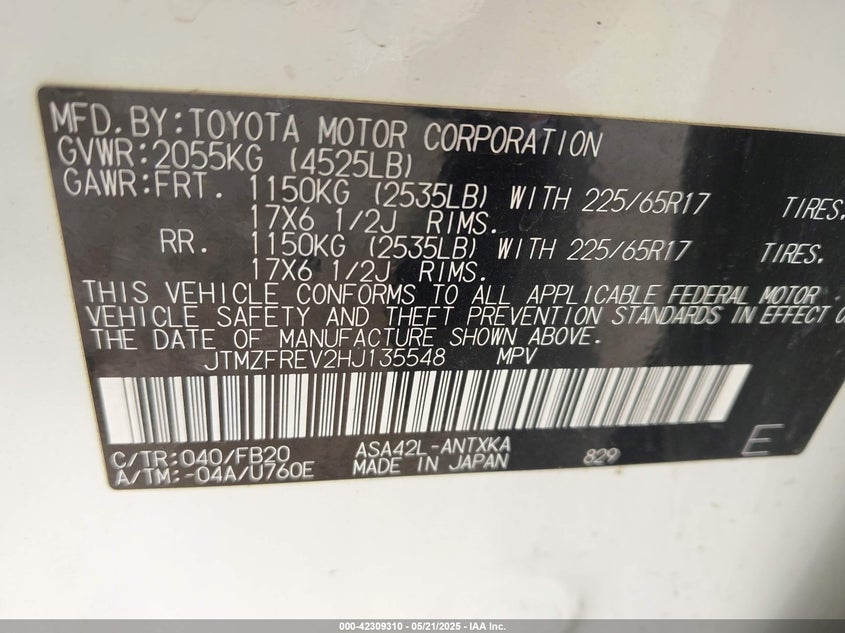 MFD. BY: TOYOTA MOTOR CORPORATION
GVWR: 2055KG (4525LB)
GAWR: FRT. 1150KG (2535LB) WITH 225/65R17 TIRES.
17X6 1/2J RIMS.
RR. 1150KG (2535LB) WITH 225/65R17 TIRES.
17X6 1/2J RIMS.
THIS VEHICLE CONFORMS TO ALL APPLICABLE FEDERAL MOTOR
VEHICLE SAFETY AND THEFT PREVENTION STANDARDS IN EFFECT O
THE DATE OF MANUFACTURE SHOWN ABOVE.
JTMZFREV2HJ135548 MPV
C/TR: 040/FB20 ASA42L-ANTXKA 829 E
A/TM: -04A/U760E MADE IN JAPAN
000-42309310 | 05/21/2025 - IAA Inc.